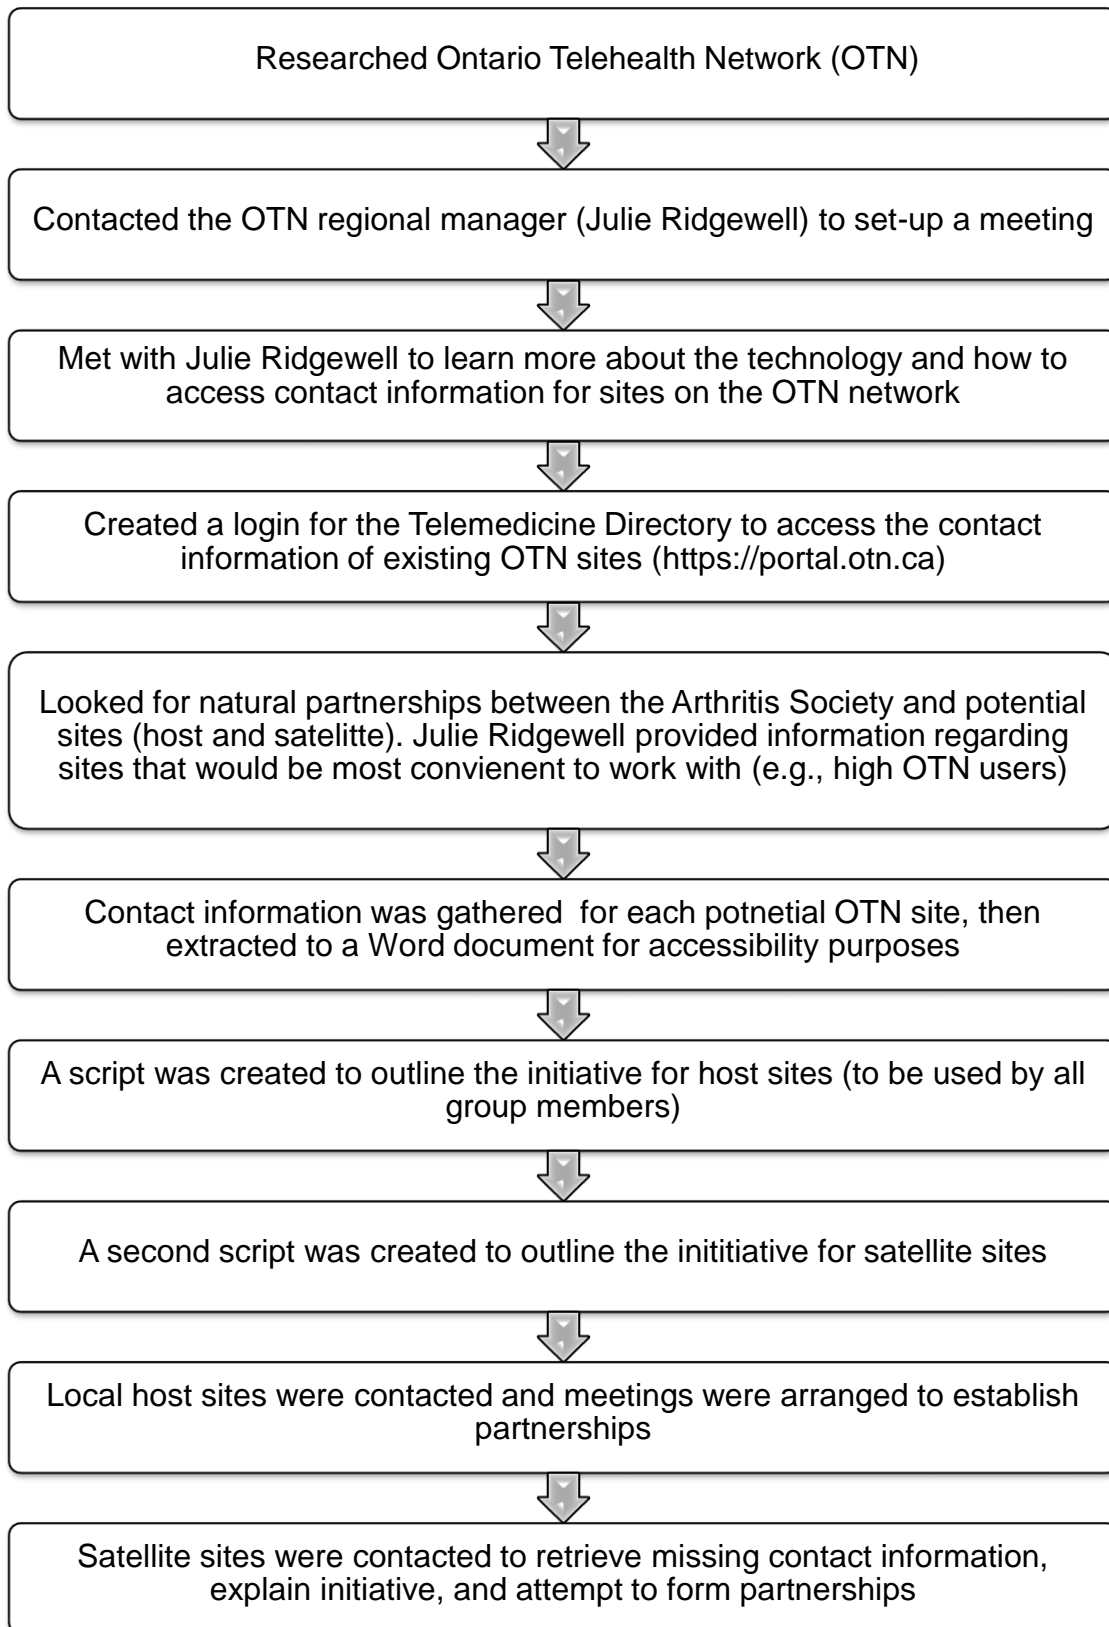 Researched Ontario Telehealth Network (OTN)
Contacted the OTN regional manager (Julie Ridgewell) to set-up a meeting
Met with Julie Ridgewell to learn more about the technology and how to
access contact information for sites on the OTN network
Created a login for the Telemedicine Directory to access the contact
information of existing OTN sites (https://portal.otn.ca)
Looked for natural partnerships between the Arthritis Society and potential
sites (host and satelitte). Julie Ridgewell provided information regarding
sites that would be most convienent to work with (e.g., high OTN users)
Contact information was gathered  for each potnetial OTN site, then
extracted to a Word document for accessibility purposes
A script was created to outline the initiative for host sites (to be used by all
group members)
A second script was created to outline the inititiative for satellite sites
Local host sites were contacted and meetings were arranged to establish
partnerships
Satellite sites were contacted to retrieve missing contact information,
explain initiative, and attempt to form partnerships